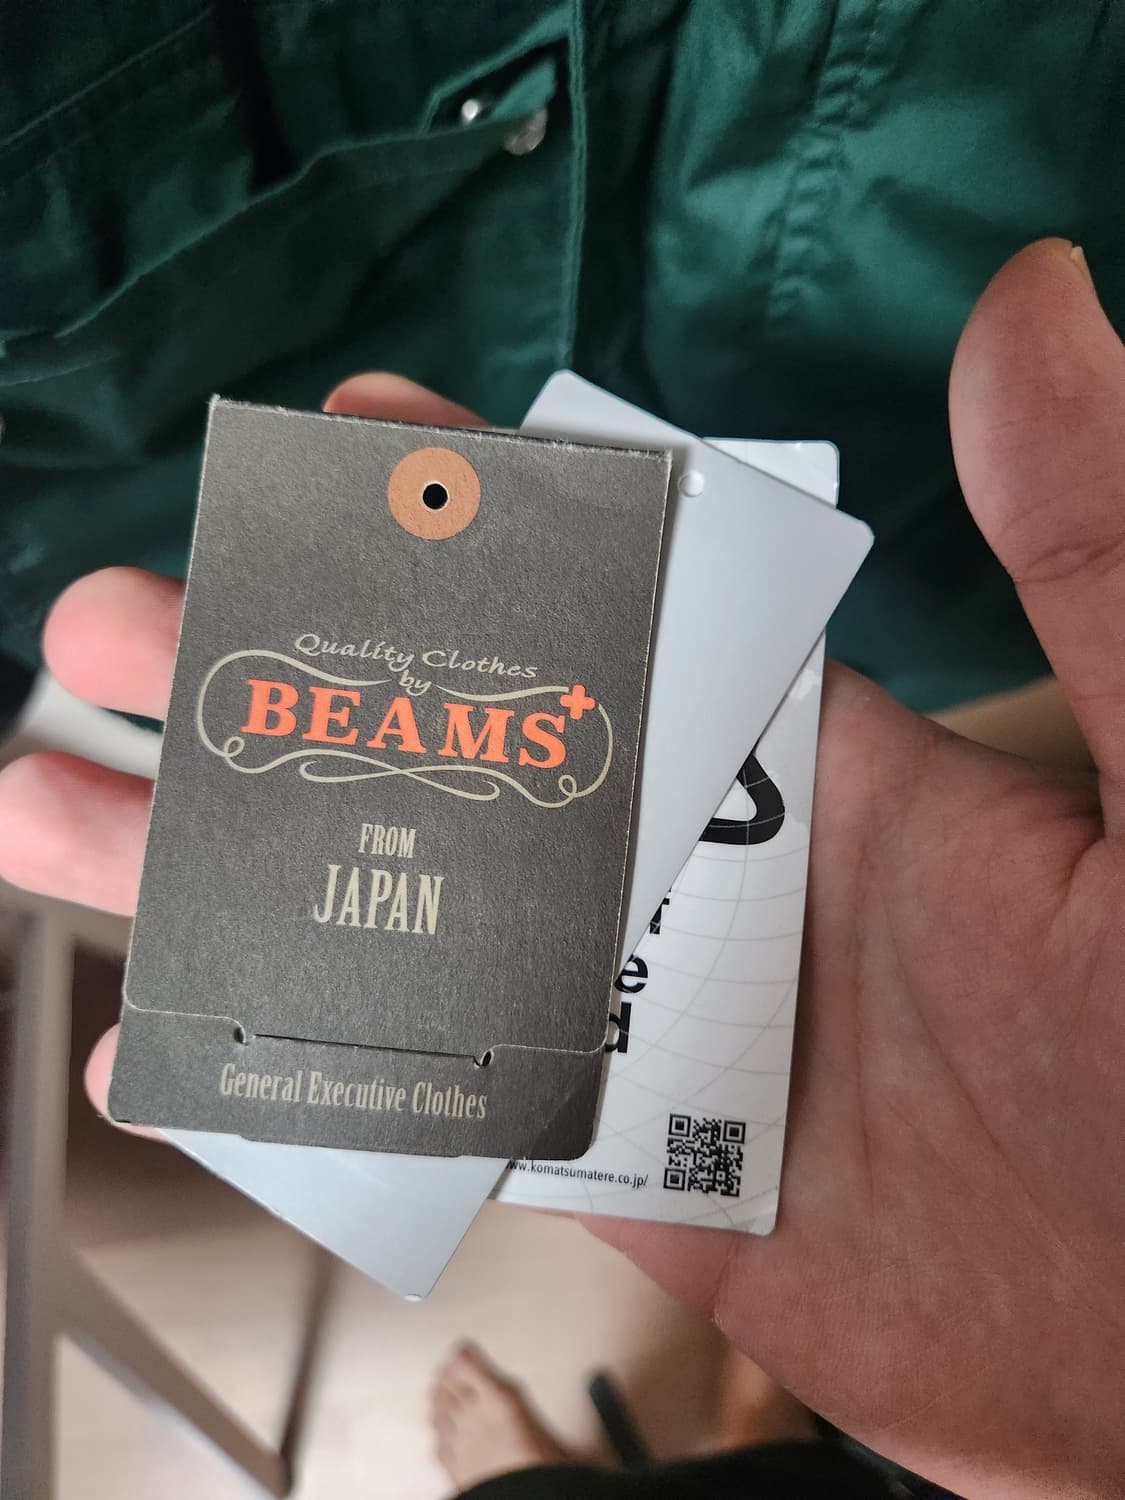 Quality Clothes
by
BEAMS+
FROM
JAPAN
General Executive Clothes
www.komatsumatere.co.jp/